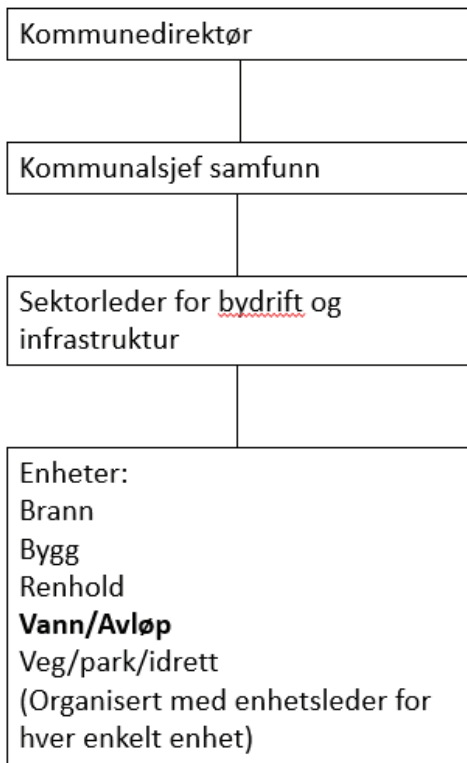 Kommunedirektør
Kommunalsjef samfunn
Sektorleder for bydrift og
infrastruktur
Enheter:
Brann
Bygg
Renhold
Vann/Avløp
Veg/park/idrett
(Organisert med enhetsleder for
hver enkelt enhet)